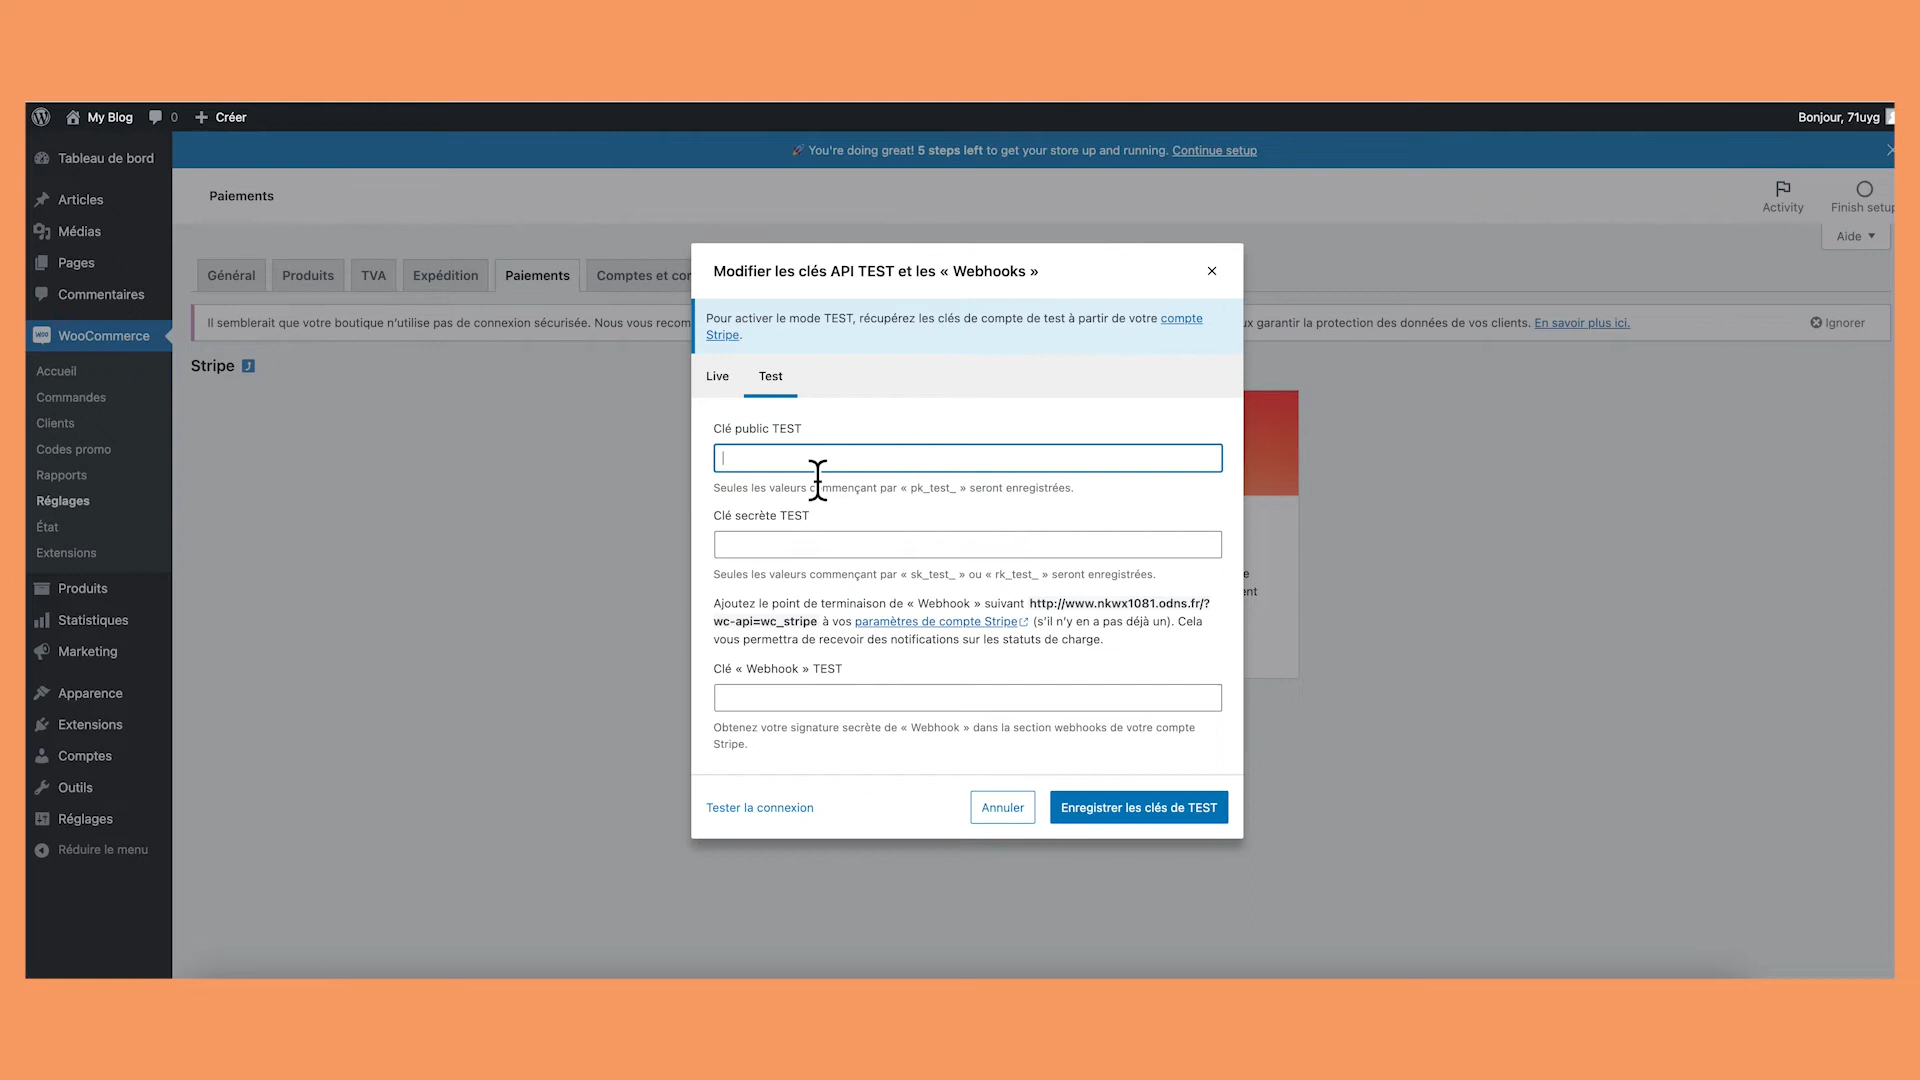 My Blog
0
Créer
Bonjour, 71uyg
Tableau de bord
Articles
Médias
Pages
Commentaires
WooCommerce
Accueil
Commandes
Clients
Codes promo
Rapports
Réglages
État
Extensions
Produits
Statistiques
Marketing
Apparence
Extensions
Comptes
Outils
Réglages
Réduire le menu
You're doing great! 5 steps left to get your store up and running. Continue setup
Paiements
Activity
Finish setup
Aide
Général
Produits
TVA
Expédition
Paiements
Comptes et con
Il semblerait que votre boutique n'utilise pas de connexion sécurisée. Nous vous recom
x garantir la protection des données de vos clients. En savoir plus ici.
Ignorer
Stripe
Modifier les clés API TEST et les « Webhooks »
Pour activer le mode TEST, récupérez les clés de compte de test à partir de votre compte
Stripe.
Live
Test
Clé public TEST
Seules les valeurs commençant par « pk_test_ » seront enregistrées.
Clé secrète TEST
Seules les valeurs commençant par « sk_test_ » ou « rk_test_ » seront enregistrées.
Ajoutez le point de terminaison de « Webhook » suivant http://www.nkwx1081.odns.fr/?
wc-api=wc_stripe à vos paramètres de compte Stripe (s'il n'y en a pas déjà un). Cela
vous permettra de recevoir des notifications sur les statuts de charge.
Clé « Webhook » TEST
Obtenez votre signature secrète de « Webhook » dans la section webhooks de votre compte
Stripe.
Tester la connexion
Annuler
Enregistrer les clés de TEST
e
ent